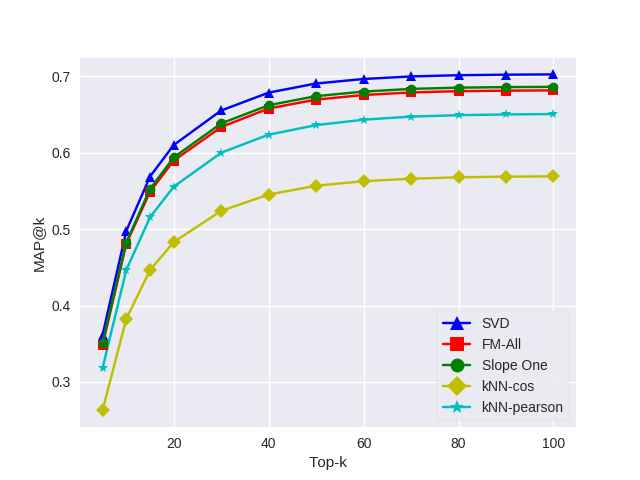 0.7
0.6
0.5
0.4
0.3
MAP@k
20
40
60
80
100
Top-k
SVD
FM-All
Slope One
kNN-cos
kNN-pearson